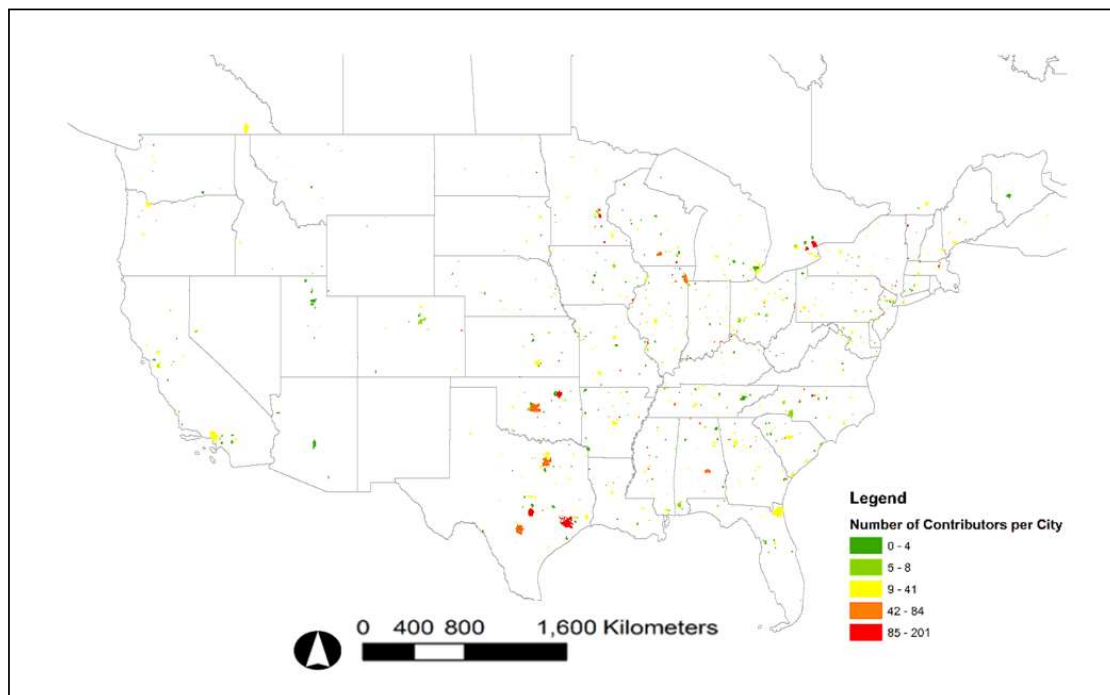 Legend
Number of Contributors per City
0 - 4
5 - 8
9 - 41
42 - 84
85 - 201
0 400 800 1,600 Kilometers